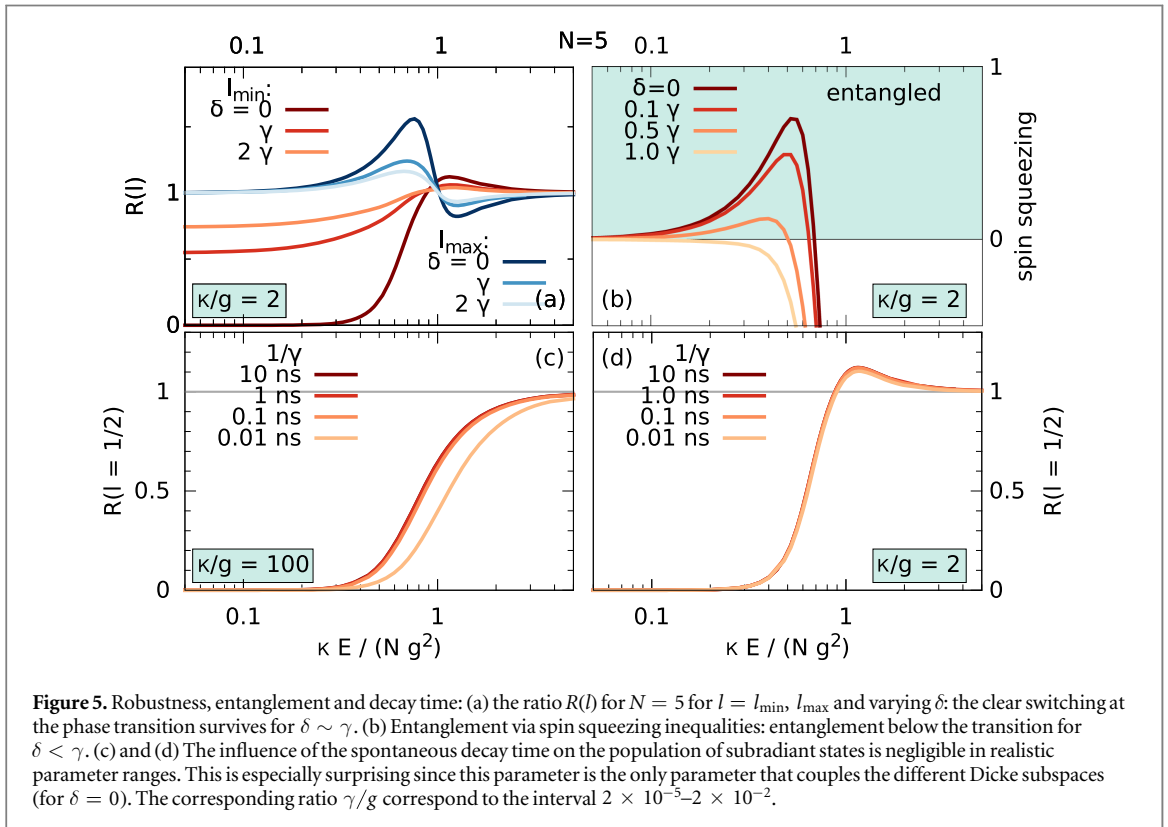 0.1 1 N=5 0.1 1
l_min:
δ = 0
γ
2 γ
R(l)
1
0
l_max:
δ = 0
γ
2 γ
κ/g = 2
(a)
δ=0
0.1 γ
0.5 γ
1.0 γ
entangled
1
0
spin squeezing
(b)
κ/g = 2
(c)
1/γ
10 ns
1 ns
0.1 ns
0.01 ns
R(l = 1/2)
1
0.5
0
κ/g = 100
0.1 1
κ E / (N g²)
(d)
1/γ
10 ns
1.0 ns
0.1 ns
0.01 ns
1
0.5
0
R(l = 1/2)
κ/g = 2
0.1 1
κ E / (N g²)
Figure 5. Robustness, entanglement and decay time: (a) the ratio R(l) for N = 5 for l = l_min, l_max and varying δ: the clear switching at
the phase transition survives for δ ∼ γ. (b) Entanglement via spin squeezing inequalities: entanglement below the transition for
δ < γ. (c) and (d) The influence of the spontaneous decay time on the population of subradiant states is negligible in realistic
parameter ranges. This is especially surprising since this parameter is the only parameter that couples the different Dicke subspaces
(for δ = 0). The corresponding ratio γ/g correspond to the interval 2 × 10⁻⁵–2 × 10⁻².